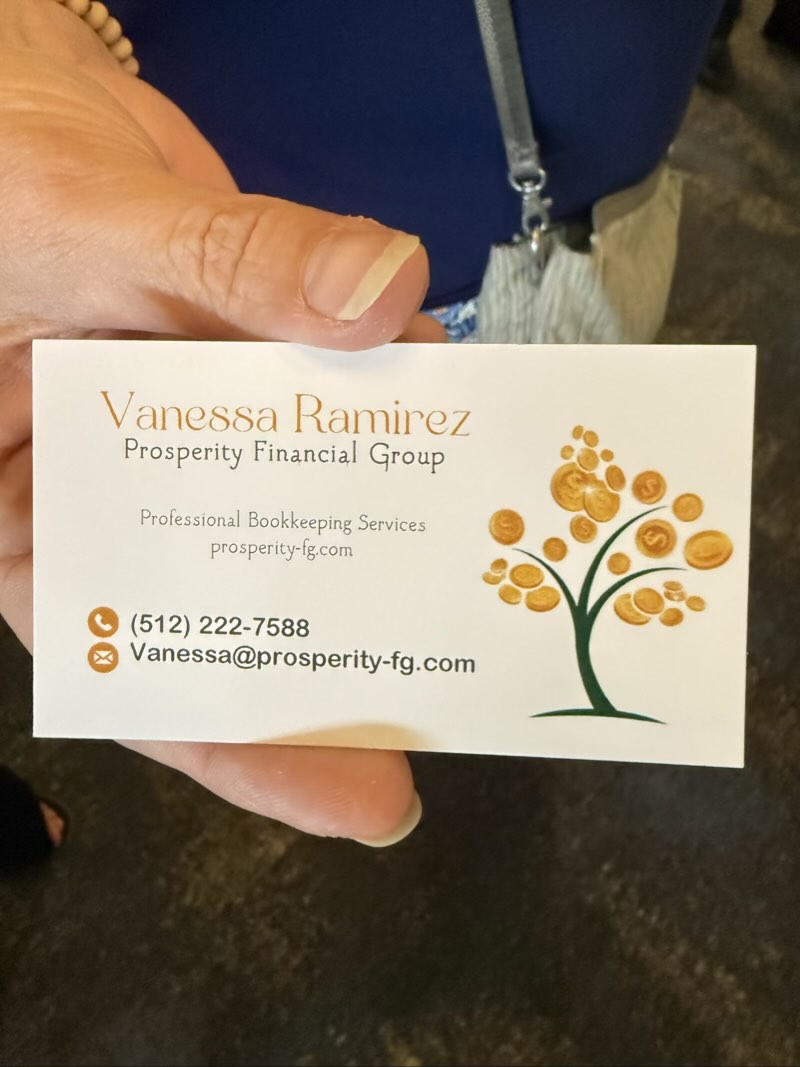 Vanessa Ramirez
Prosperity Financial Group
Professional Bookkeeping Services
prosperity-fg.com
(512) 222-7588
Vanessa@prosperity-fg.com